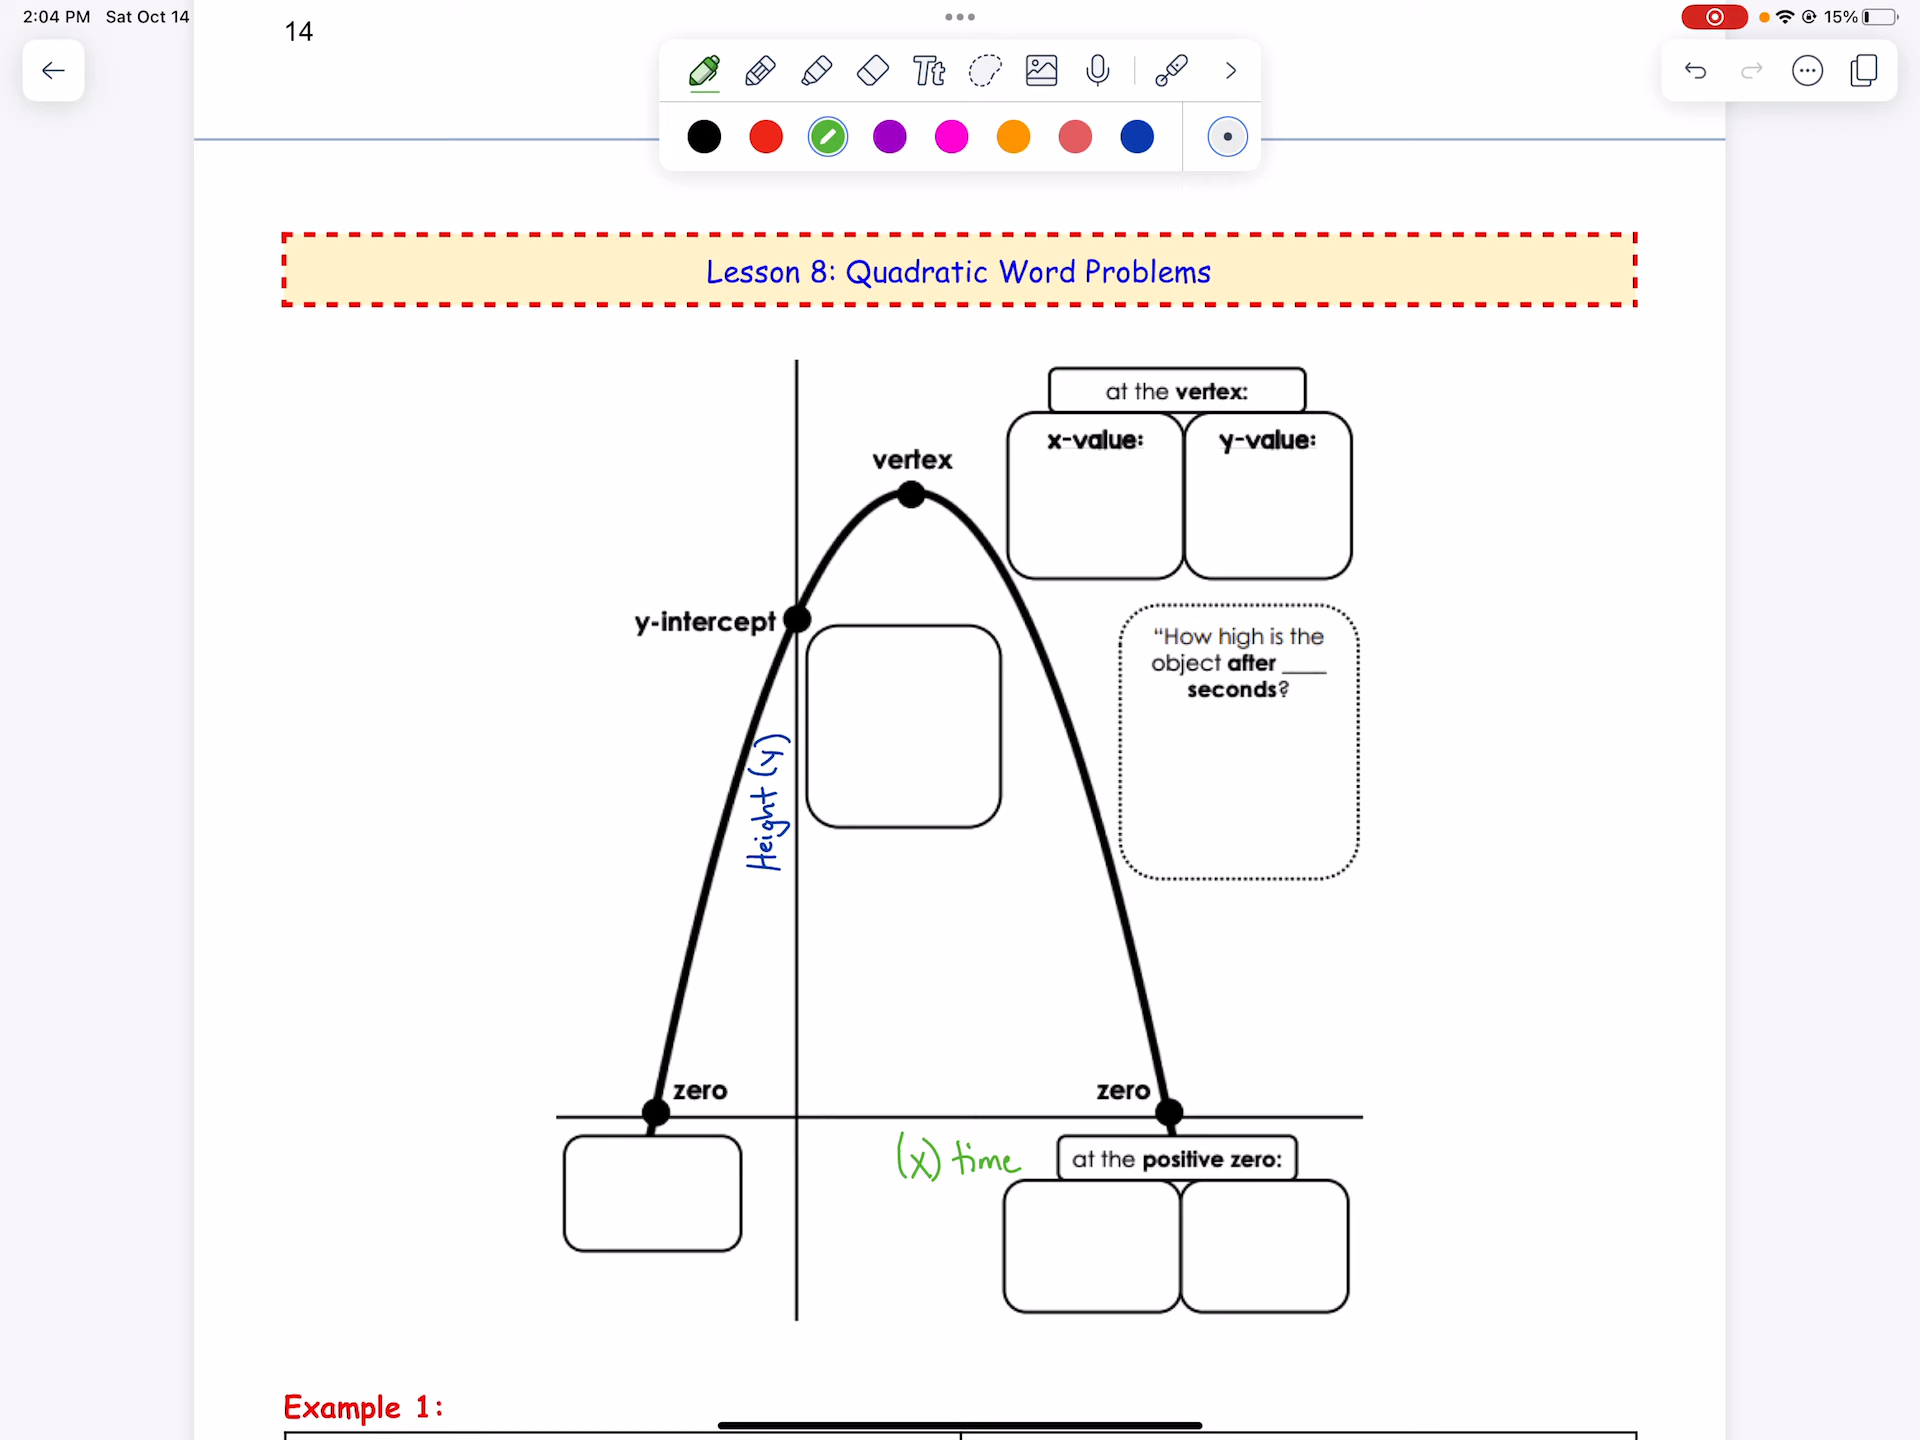 2:04 PM Sat Oct 14
15%
14
Tt
Lesson 8: Quadratic Word Problems
at the vertex:
x-value:
y-value:
vertex
y-intercept
"How high is the
object after ____
seconds?
Height (y)
zero
zero
(x) time
at the positive zero:
Example 1: